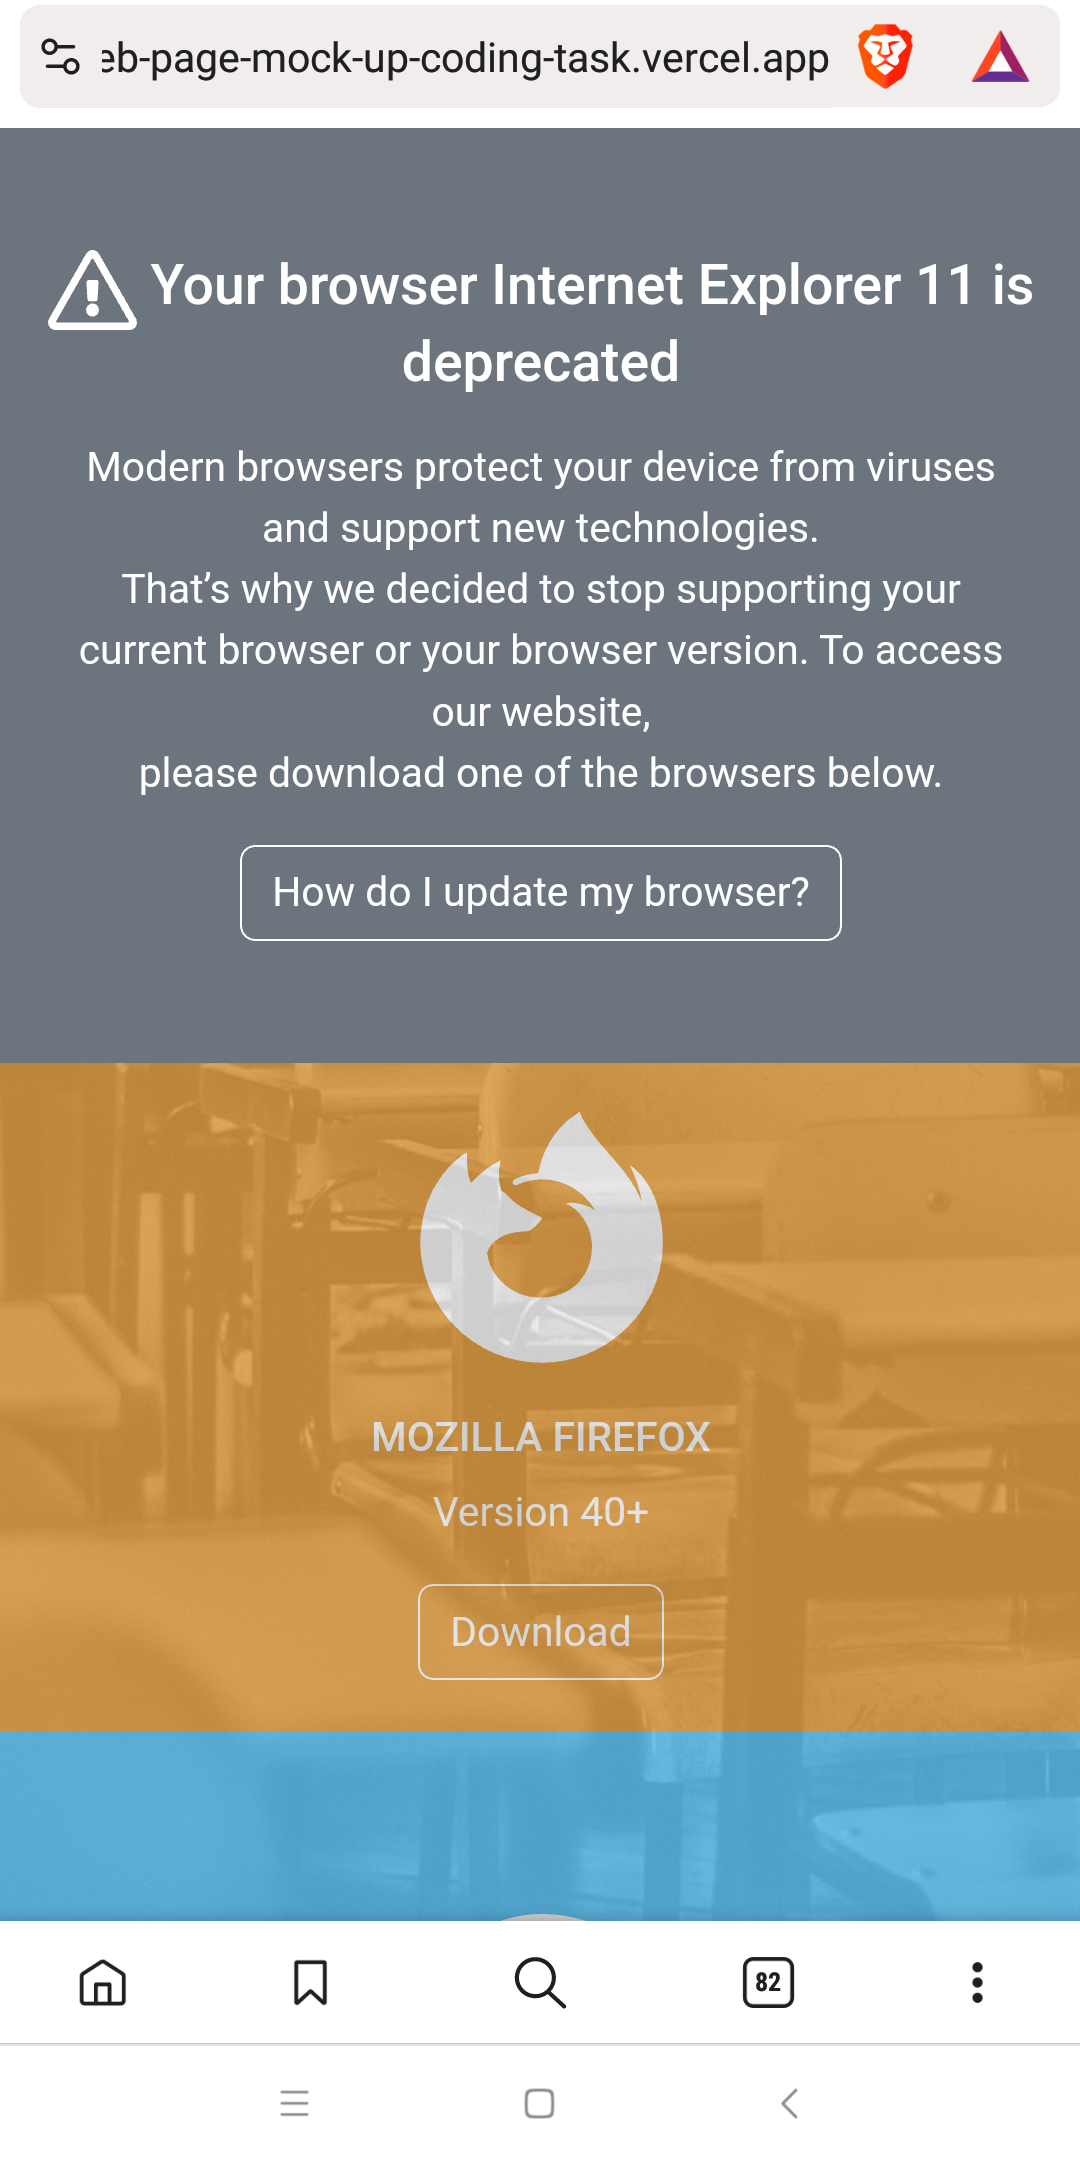 eb-page-mock-up-coding-task.vercel.app
Your browser Internet Explorer 11 is
deprecated
Modern browsers protect your device from viruses
and support new technologies.
That’s why we decided to stop supporting your
current browser or your browser version. To access
our website,
please download one of the browsers below.
How do I update my browser?
MOZILLA FIREFOX
Version 40+
Download
82